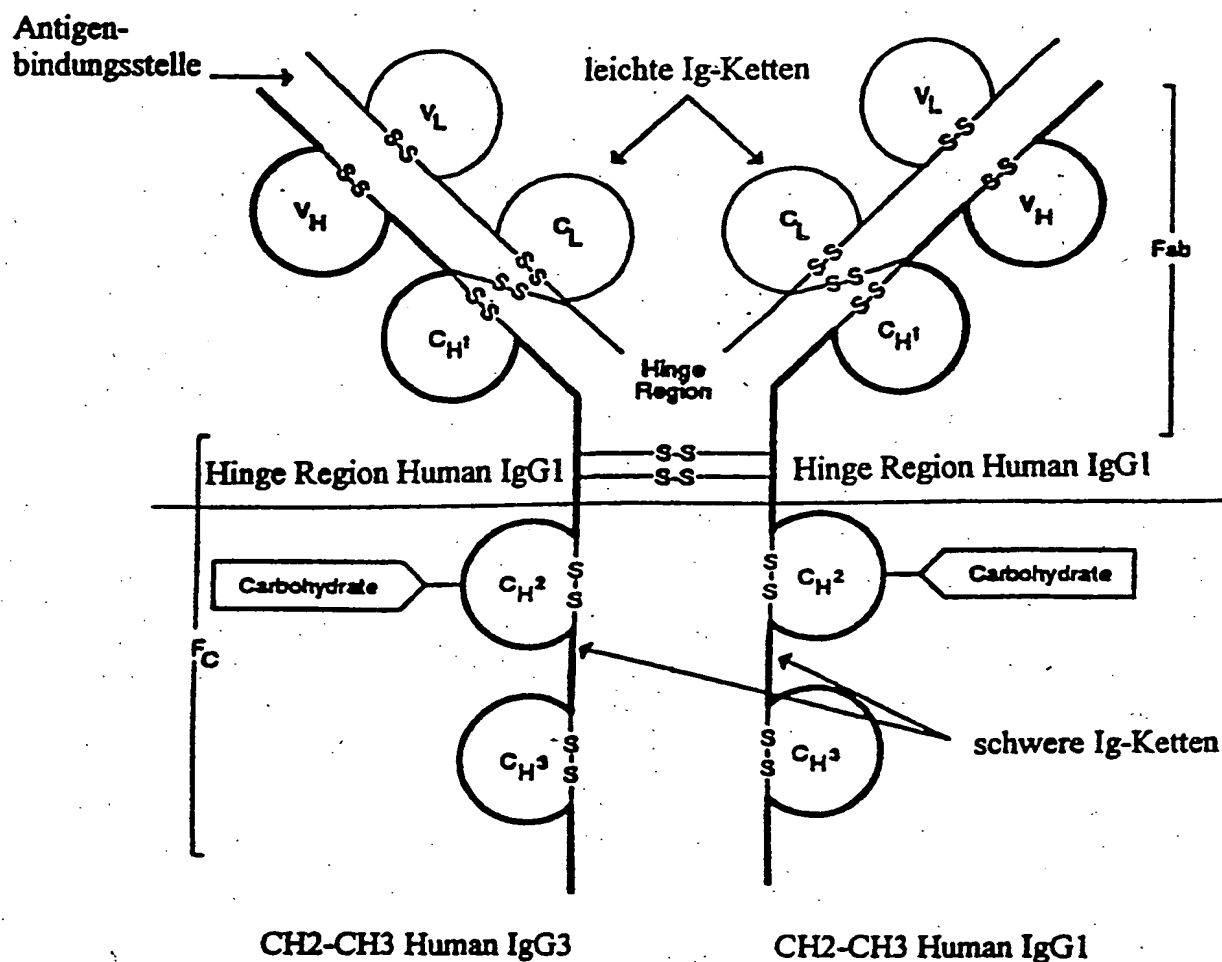 Antigen-
bindungsstelle
leichte Ig-Ketten
VL
VL
S-S
S-S
S-S
S-S
VH
VH
CL
CL
Fab
S-S
S-S
S-S
S-S
S-S
S-S
CH1
CH1
Hinge
Region
S-S
Hinge Region Human IgG1
Hinge Region Human IgG1
S-S
Carbohydrate
CH2
S-S
S-S
CH2
Carbohydrate
FC
CH3
S-S
S-S
CH3
schwere Ig-Ketten
CH2-CH3 Human IgG3
CH2-CH3 Human IgG1